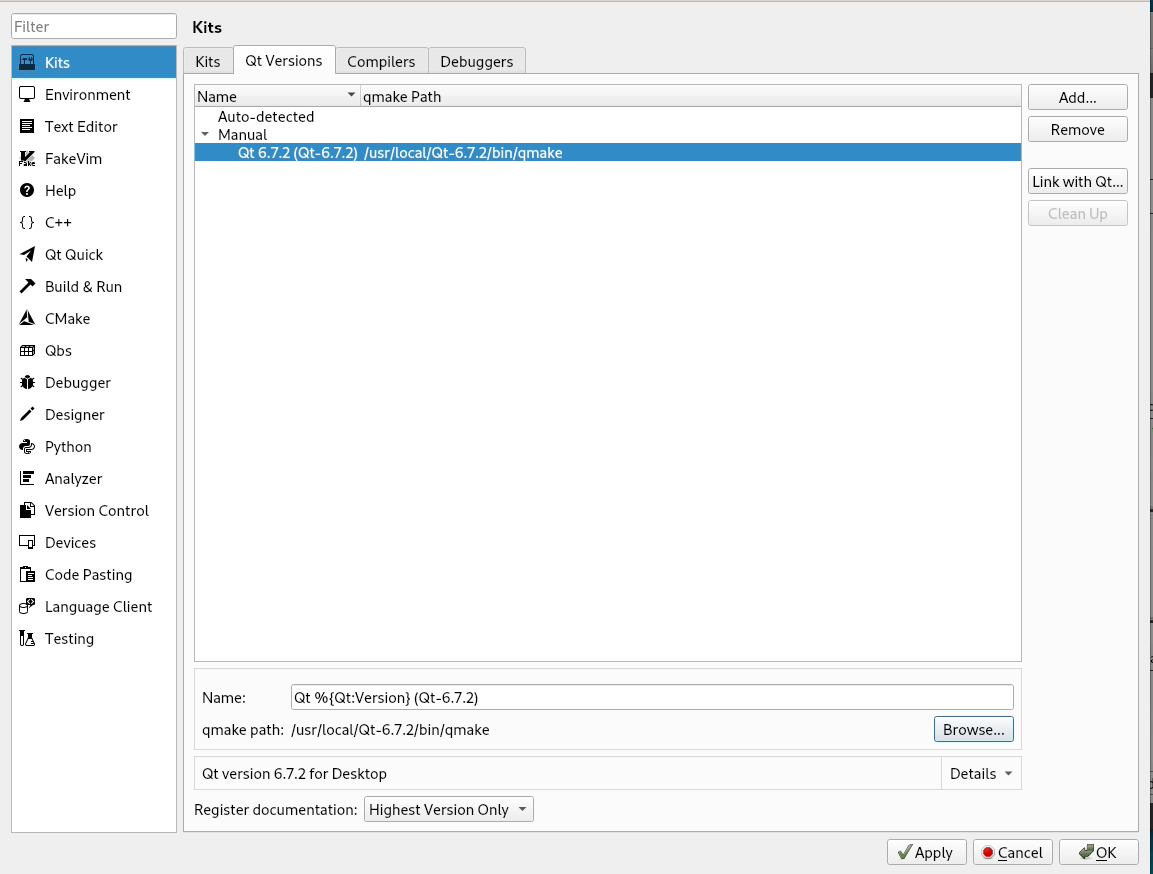 Filter
Kits
Environment
Text Editor
FakeVim
Help
C++
Qt Quick
Build & Run
CMake
Qbs
Debugger
Designer
Python
Analyzer
Version Control
Devices
Code Pasting
Language Client
Testing
Kits
Kits Qt Versions Compilers Debuggers
Name qmake Path
Auto-detected
Manual
Qt 6.7.2 (Qt-6.7.2) /usr/local/Qt-6.7.2/bin/qmake
Add...
Remove
Link with Qt...
Clean Up
Name: Qt %{Qt:Version} (Qt-6.7.2)
qmake path: /usr/local/Qt-6.7.2/bin/qmake Browse...
Qt version 6.7.2 for Desktop Details
Register documentation: Highest Version Only
Apply Cancel OK